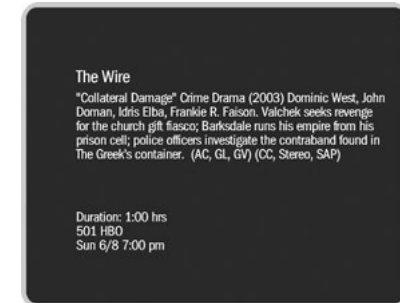 The Wire
"Collateral Damage" Crime Drama (2003) Dominic West, John
Doman, Idris Elba, Frankie R. Faison. Valchek seeks revenge
for the church gift fiasco; Barksdale runs his empire from his
prison cell; police officers investigate the contraband found in
The Greek's container. (AC, GL, GV) (CC, Stereo, SAP)
Duration: 1:00 hrs
501 HBO
Sun 6/8 7:00 pm